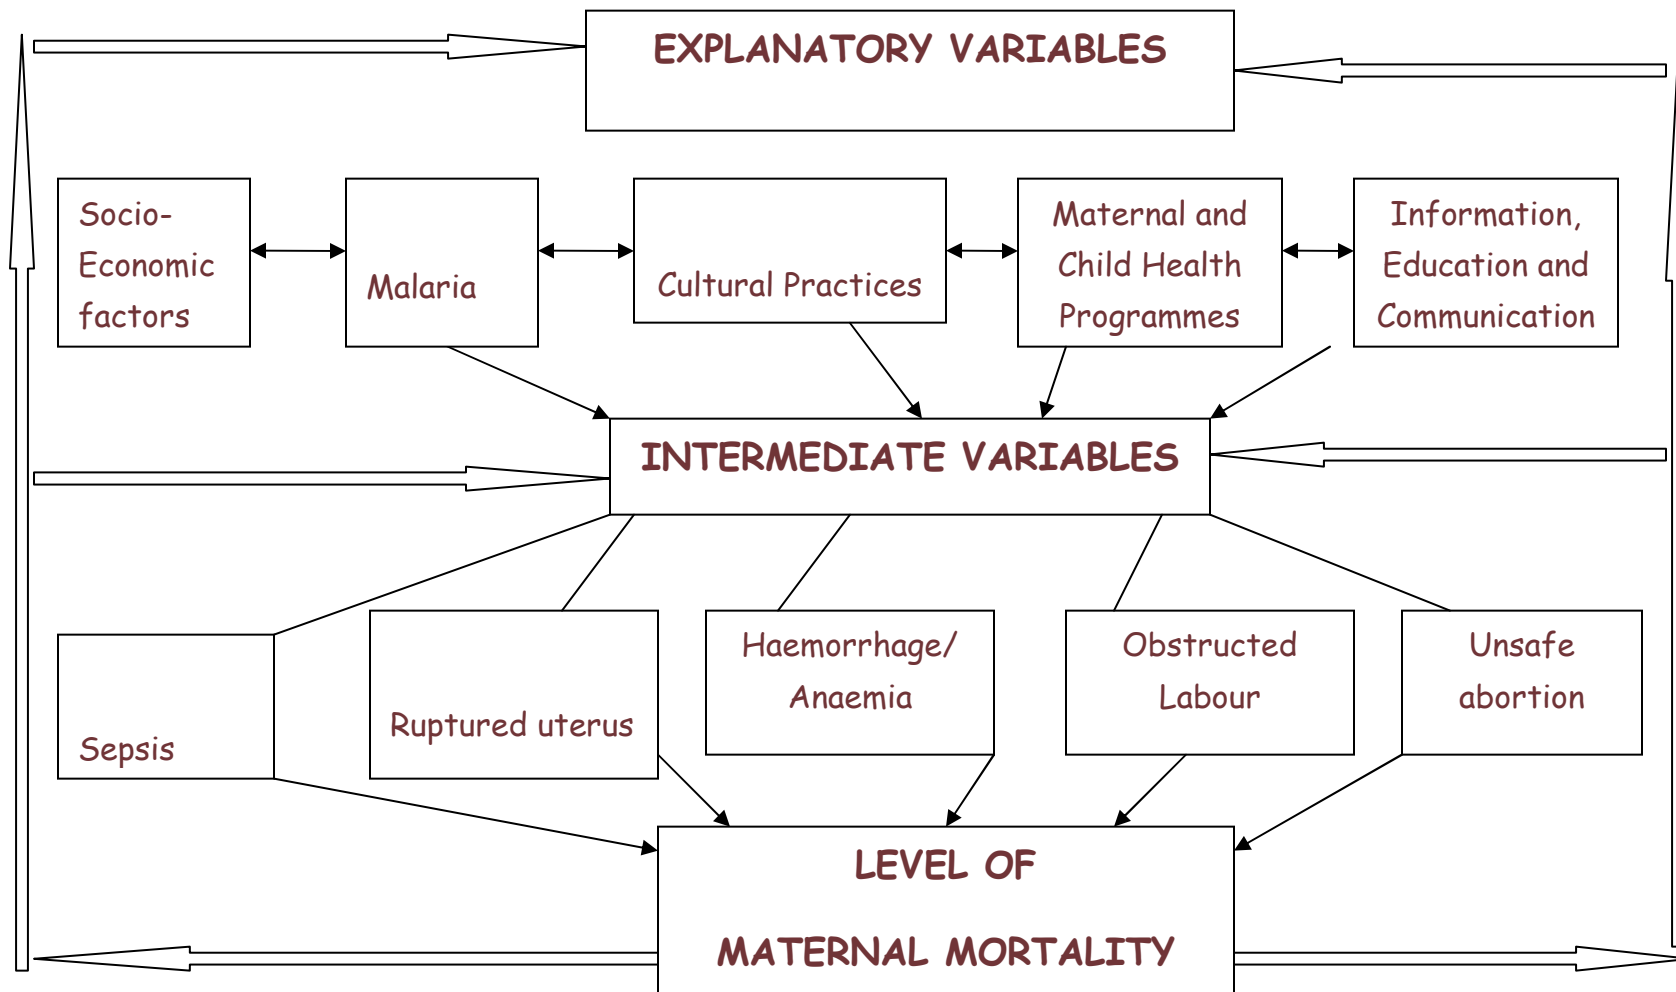 EXPLANATORY VARIABLES
Socio-
Economic
factors
Malaria
Cultural Practices
Maternal and
Child Health
Programmes
Information,
Education and
Communication
INTERMEDIATE VARIABLES
Sepsis
Ruptured uterus
Haemorrhage/
Anaemia
Obstructed
Labour
Unsafe
abortion
LEVEL OF
MATERNAL MORTALITY